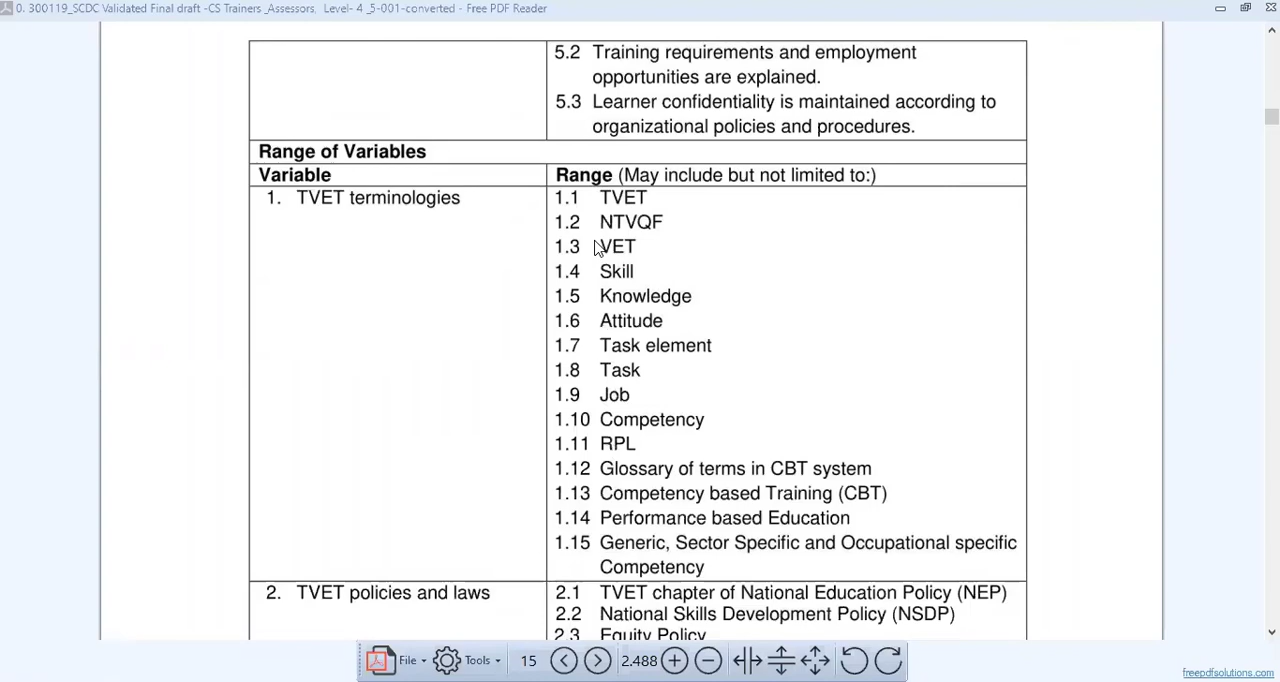 0. 300119_SCDC Validated Final draft -CS Trainers _Assessors, Level- 4 _5-001-converted - Free PDF Reader
5.2 Training requirements and employment
opportunities are explained.
5.3 Learner confidentiality is maintained according to
organizational policies and procedures.
Range of Variables
Variable Range (May include but not limited to:)
1. TVET terminologies 1.1 TVET
1.2 NTVQF
1.3 VET
1.4 Skill
1.5 Knowledge
1.6 Attitude
1.7 Task element
1.8 Task
1.9 Job
1.10 Competency
1.11 RPL
1.12 Glossary of terms in CBT system
1.13 Competency based Training (CBT)
1.14 Performance based Education
1.15 Generic, Sector Specific and Occupational specific
Competency
2. TVET policies and laws 2.1 TVET chapter of National Education Policy (NEP)
2.2 National Skills Development Policy (NSDP)
2.3 Equity Policy
File Tools 15 2.488
freepdfsolutions.com